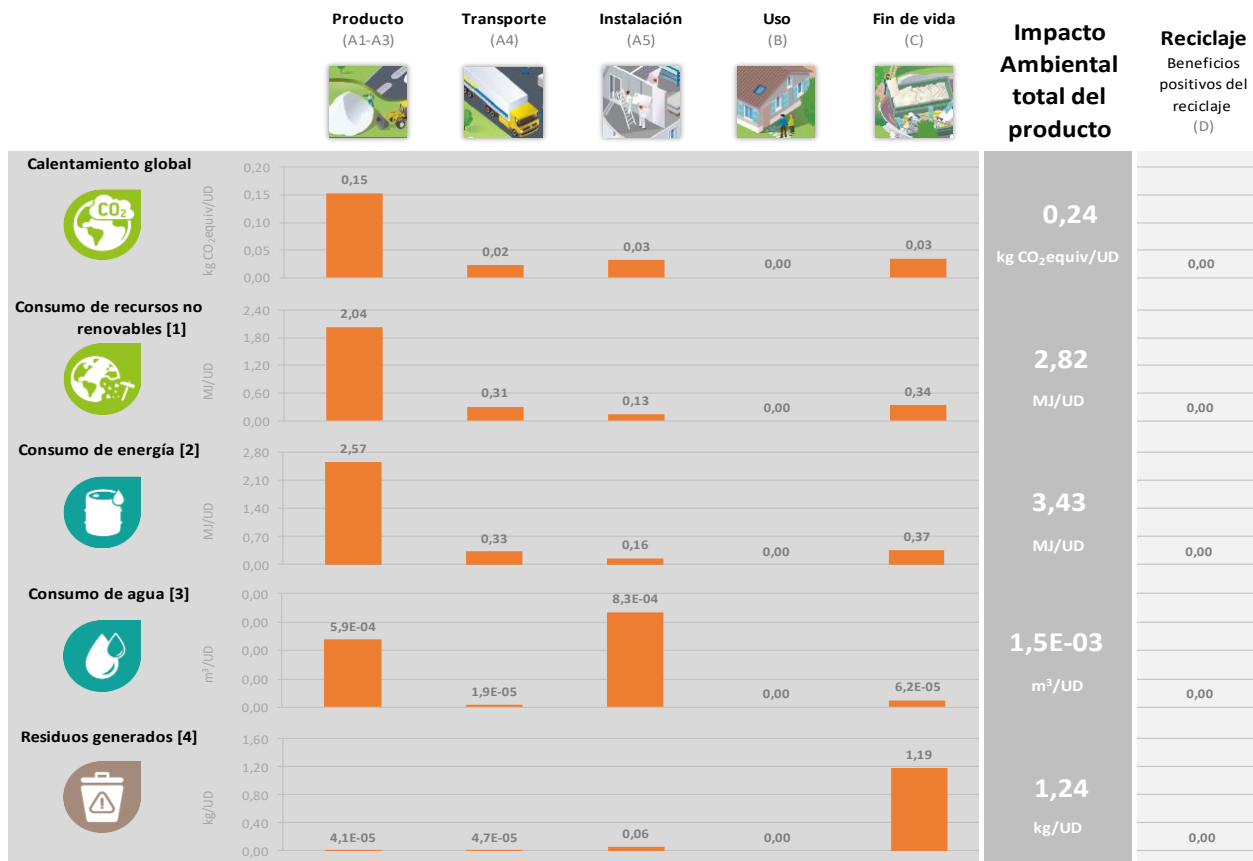 Producto
(A1-A3)
Transporte
(A4)
Instalación
(A5)
Uso
(B)
Fin de vida
(C)
Impacto
Ambiental
total del
producto
Reciclaje
Beneficios
positivos del
reciclaje
(D)
Calentamiento global
CO2
kg CO2equiv/UD
0,20
0,15
0,10
0,05
0,00
0,15
0,02
0,03
0,00
0,03
0,24
kg CO2equiv/UD
0,00
Consumo de recursos no
renovables [1]
MJ/UD
2,40
1,80
1,20
0,60
0,00
2,04
0,31
0,13
0,00
0,34
2,82
MJ/UD
0,00
Consumo de energía [2]
MJ/UD
2,80
2,10
1,40
0,70
0,00
2,57
0,33
0,16
0,00
0,37
3,43
MJ/UD
0,00
Consumo de agua [3]
m³/UD
0,00
0,00
0,00
0,00
0,00
5,9E-04
1,9E-05
8,3E-04
0,00
6,2E-05
1,5E-03
m³/UD
0,00
Residuos generados [4]
kg/UD
1,60
1,20
0,80
0,40
0,00
4,1E-05
4,7E-05
0,06
0,00
1,19
1,24
kg/UD
0,00